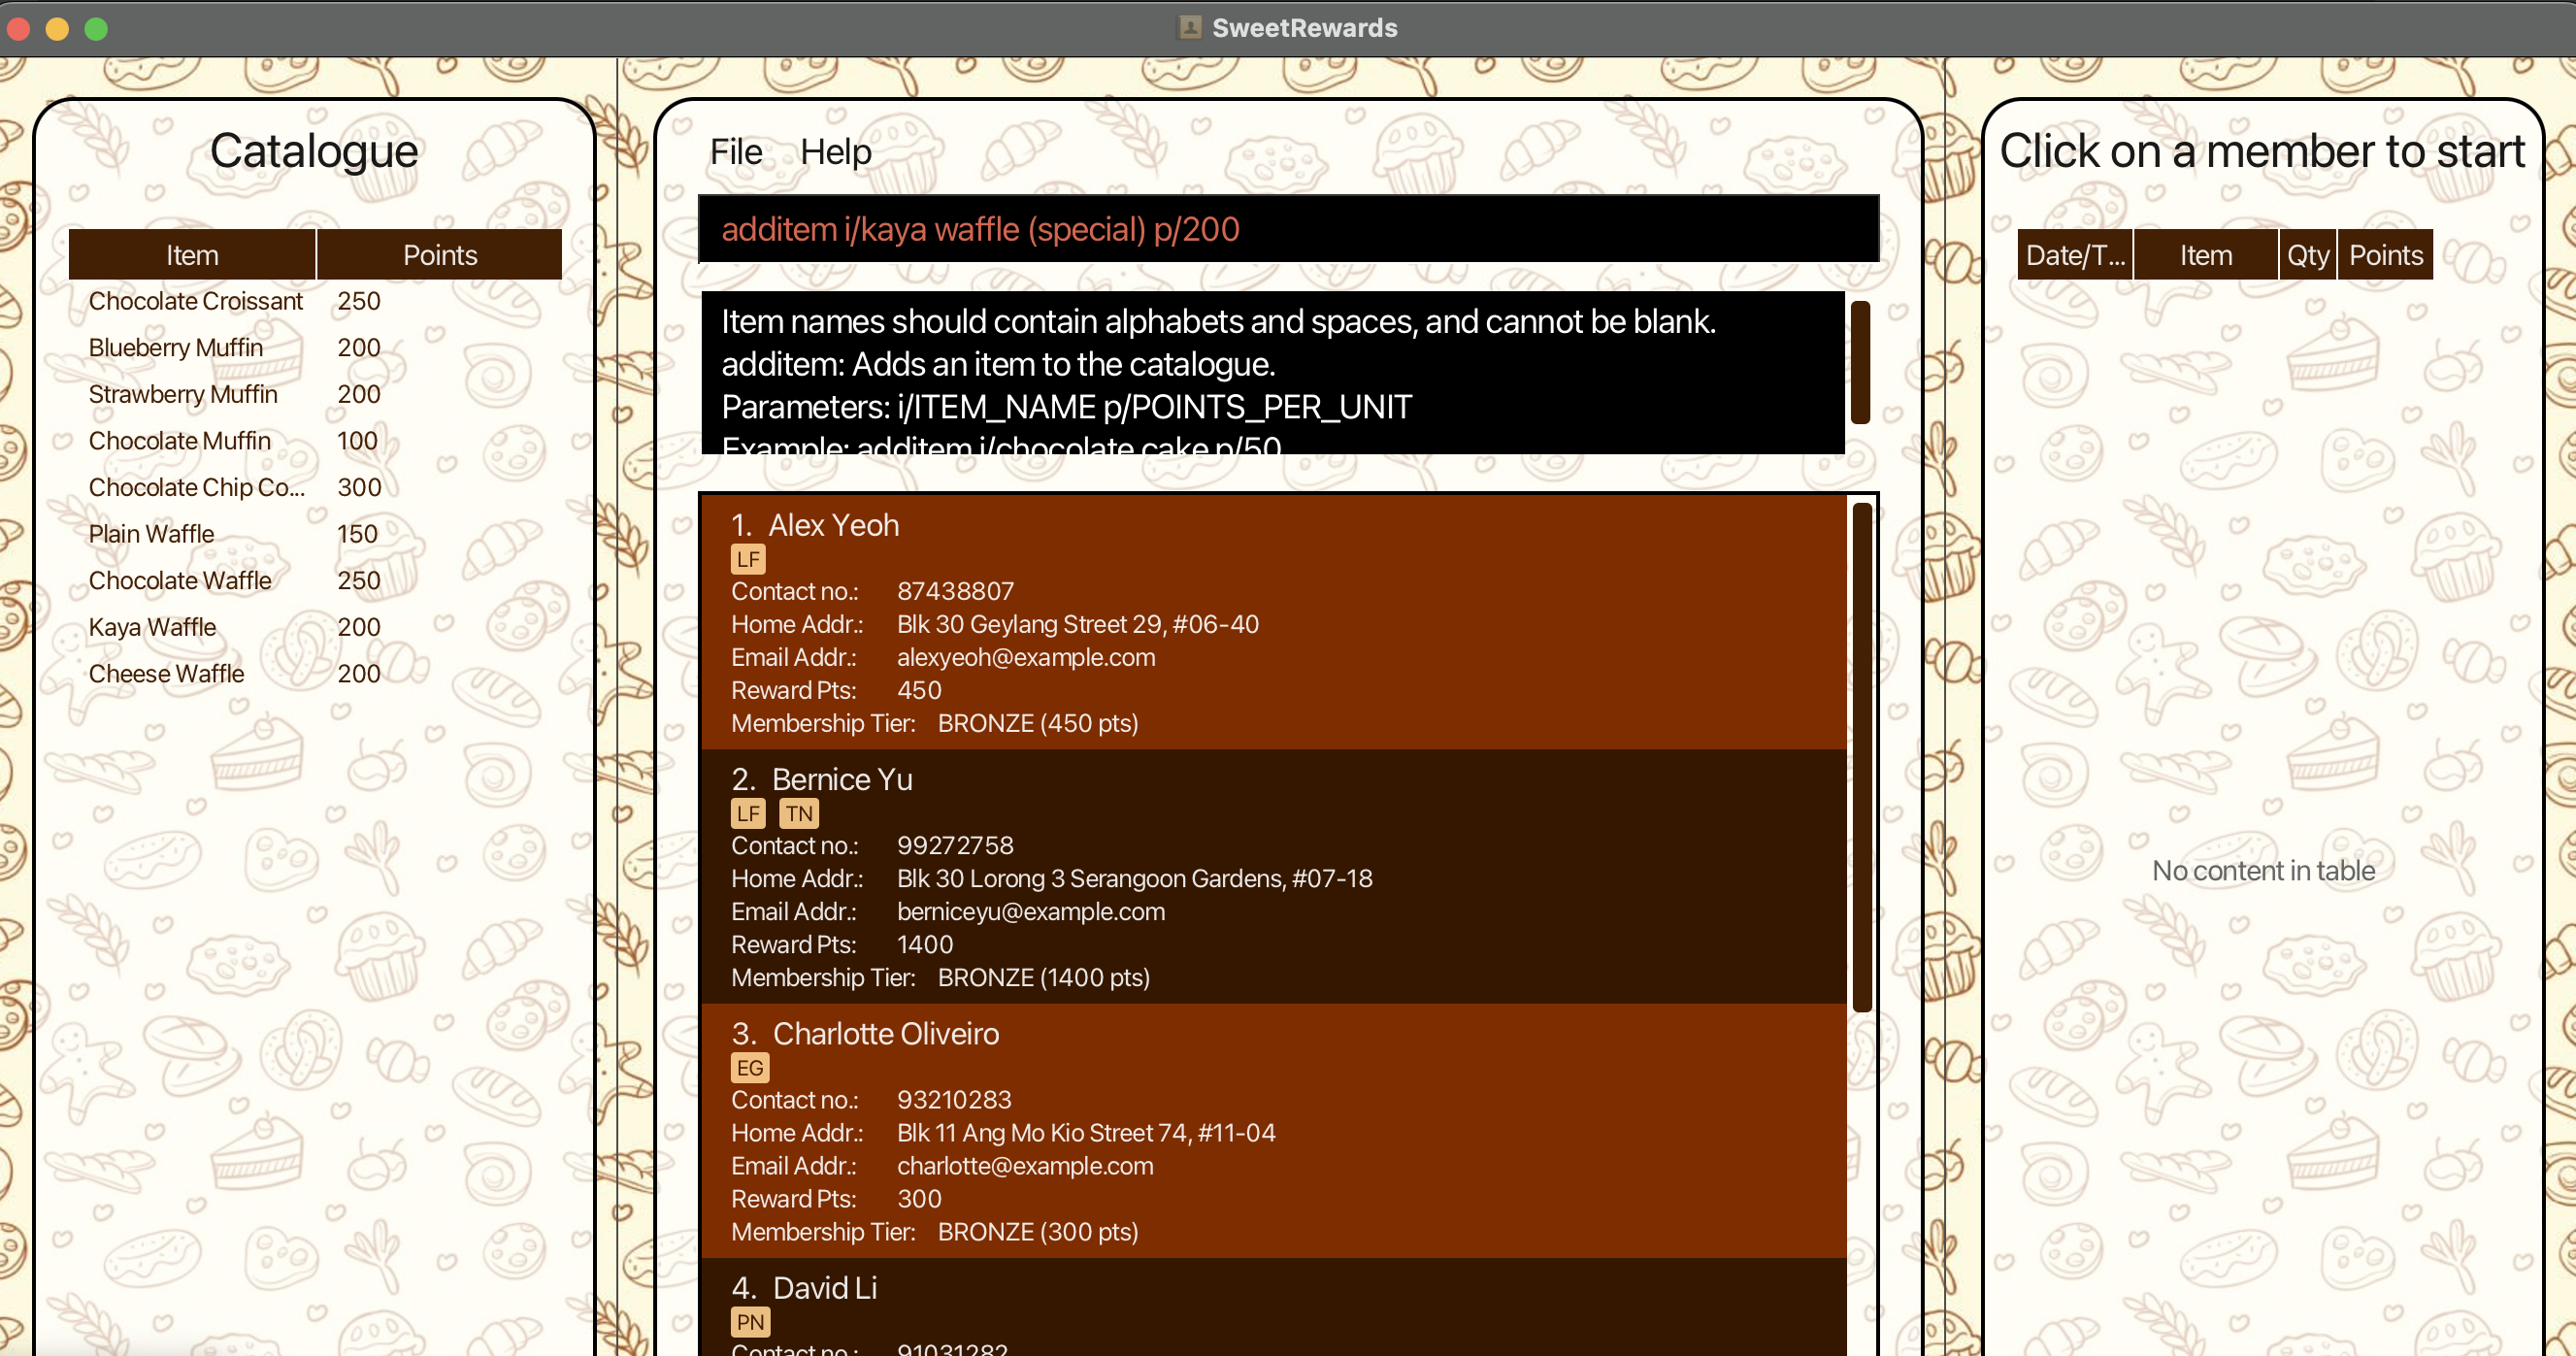 SweetRewards
Catalogue
Item Points
Chocolate Croissant 250
Blueberry Muffin 200
Strawberry Muffin 200
Chocolate Muffin 100
Chocolate Chip Co... 300
Plain Waffle 150
Chocolate Waffle 250
Kaya Waffle 200
Cheese Waffle 200
File Help
additem i/kaya waffle (special) p/200
Item names should contain alphabets and spaces, and cannot be blank.
additem: Adds an item to the catalogue.
Parameters: i/ITEM_NAME p/POINTS_PER_UNIT
Example: additem i/chocolate cake p/50
1. Alex Yeoh
LF
Contact no.: 87438807
Home Addr.: Blk 30 Geylang Street 29, #06-40
Email Addr.: alexyeoh@example.com
Reward Pts: 450
Membership Tier: BRONZE (450 pts)
2. Bernice Yu
LF TN
Contact no.: 99272758
Home Addr.: Blk 30 Lorong 3 Serangoon Gardens, #07-18
Email Addr.: berniceyu@example.com
Reward Pts: 1400
Membership Tier: BRONZE (1400 pts)
3. Charlotte Oliveiro
EG
Contact no.: 93210283
Home Addr.: Blk 11 Ang Mo Kio Street 74, #11-04
Email Addr.: charlotte@example.com
Reward Pts: 300
Membership Tier: BRONZE (300 pts)
4. David Li
PN
Contact no.: 91031282
Click on a member to start
Date/T... Item Qty Points
No content in table